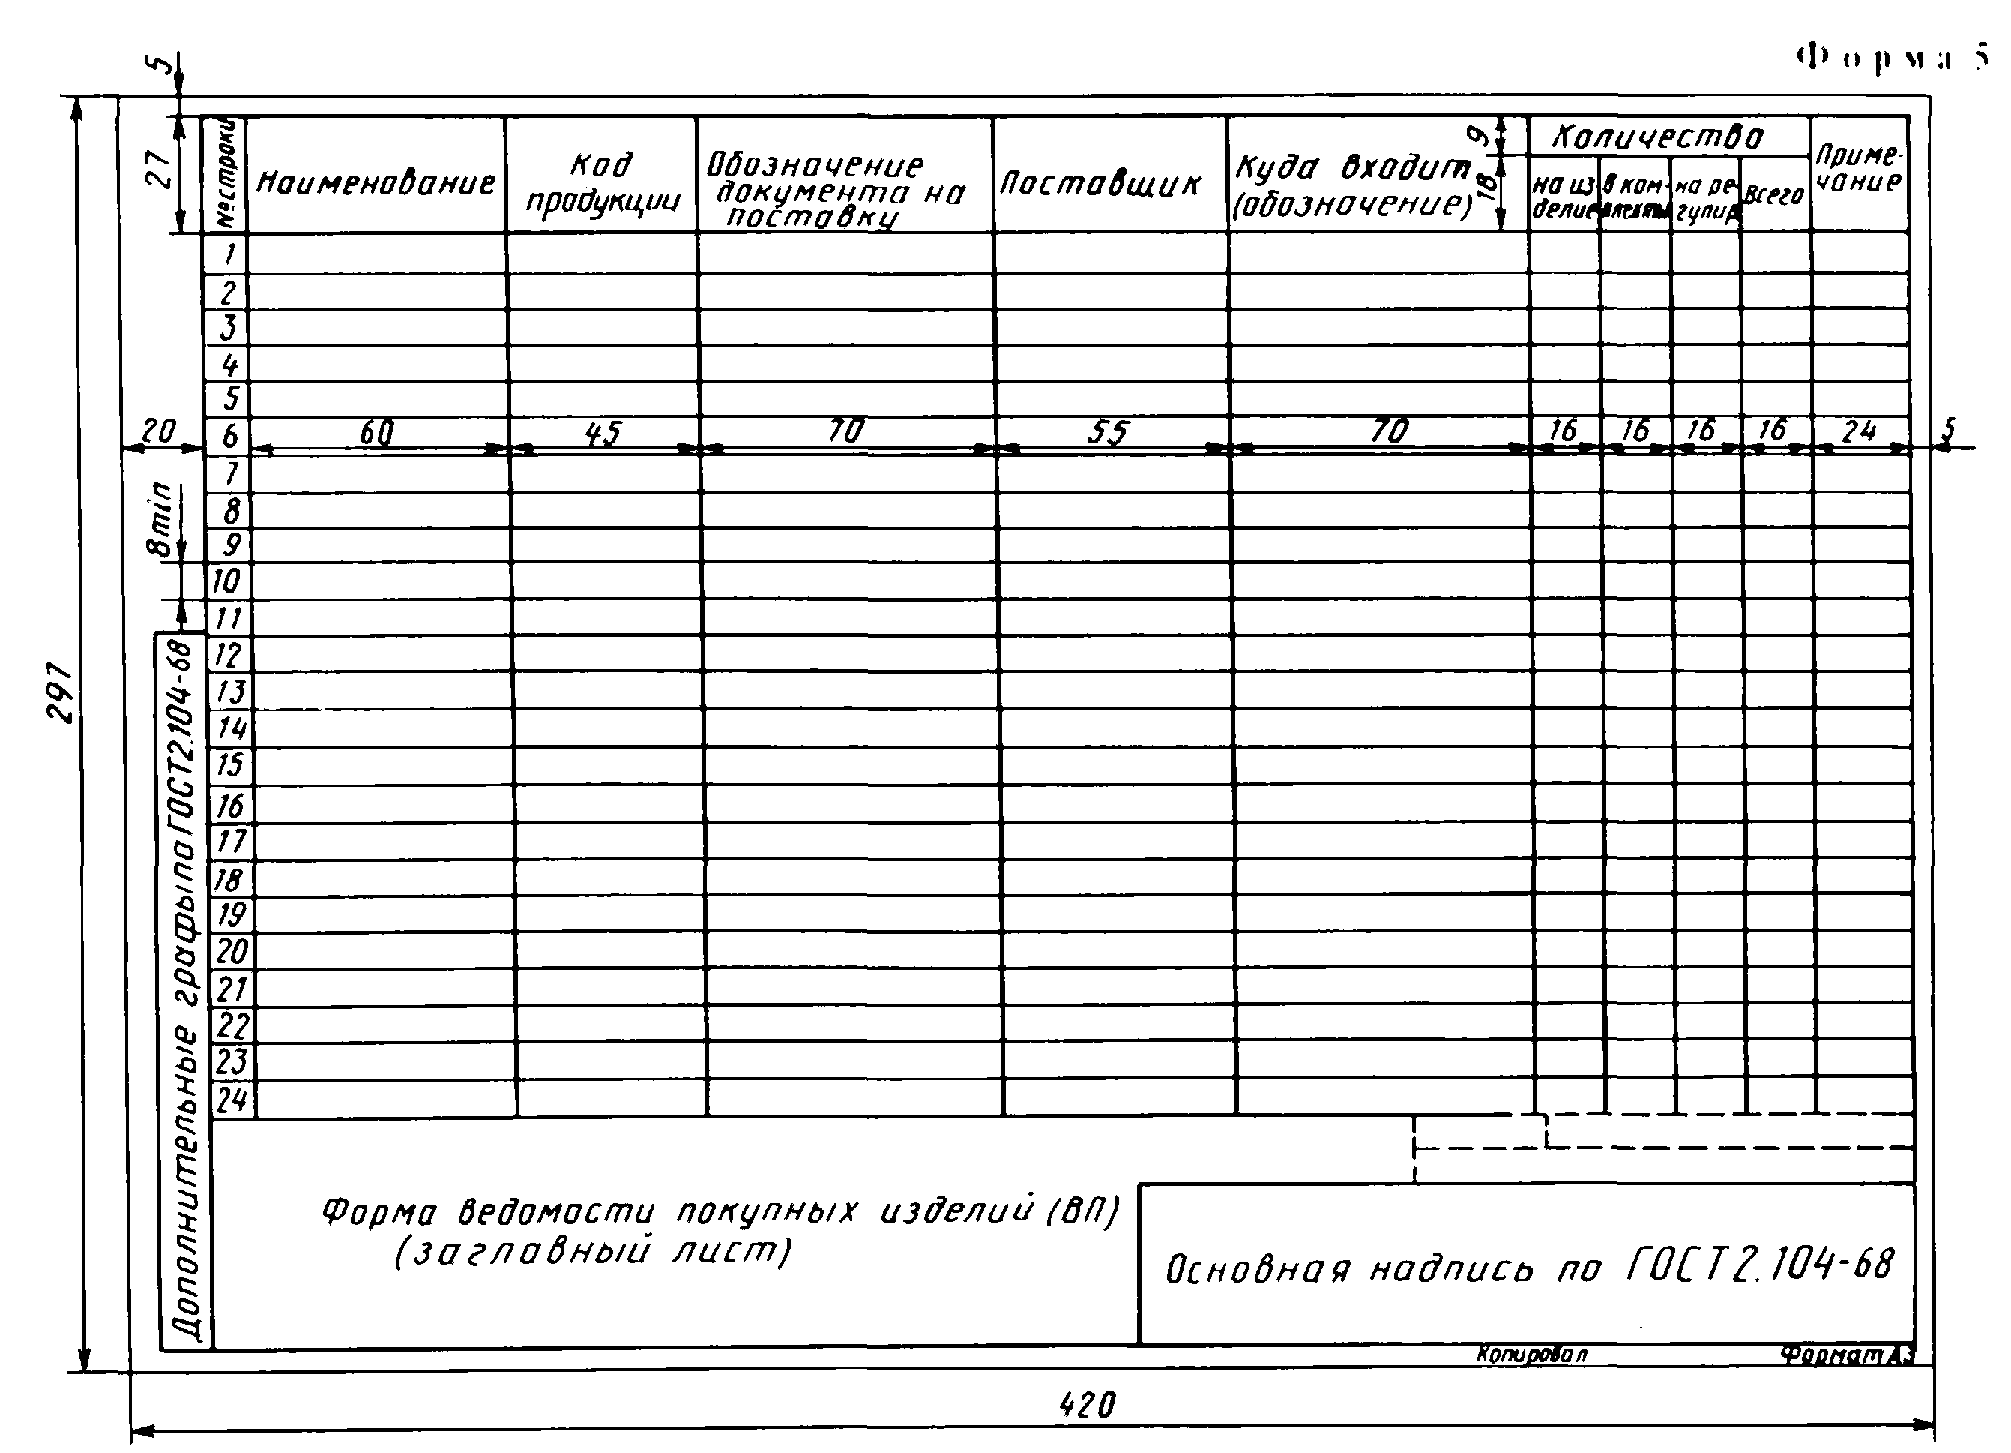 Форма 5
5
27
№ строки
Наименование
Код
продукции
Обозначение
документа на
поставку
Поставщик
Куда входит
(обозначение)
9
18
Количество
на из-
делие
в ком-
плекты
на ре-
гулир.
Всего
Приме-
чание
1
2
3
4
5
6
20
60
45
70
55
70
16
16
16
16
24
5
7
8
9
10
8 min
11
12
13
14
15
16
17
18
19
20
21
22
23
24
297
Дополнительные графы по ГОСТ 2.104-68
Форма ведомости покупных изделий (ВП)
(заглавный лист)
Основная надпись по ГОСТ 2.104-68
Копировал
Формат А3
420